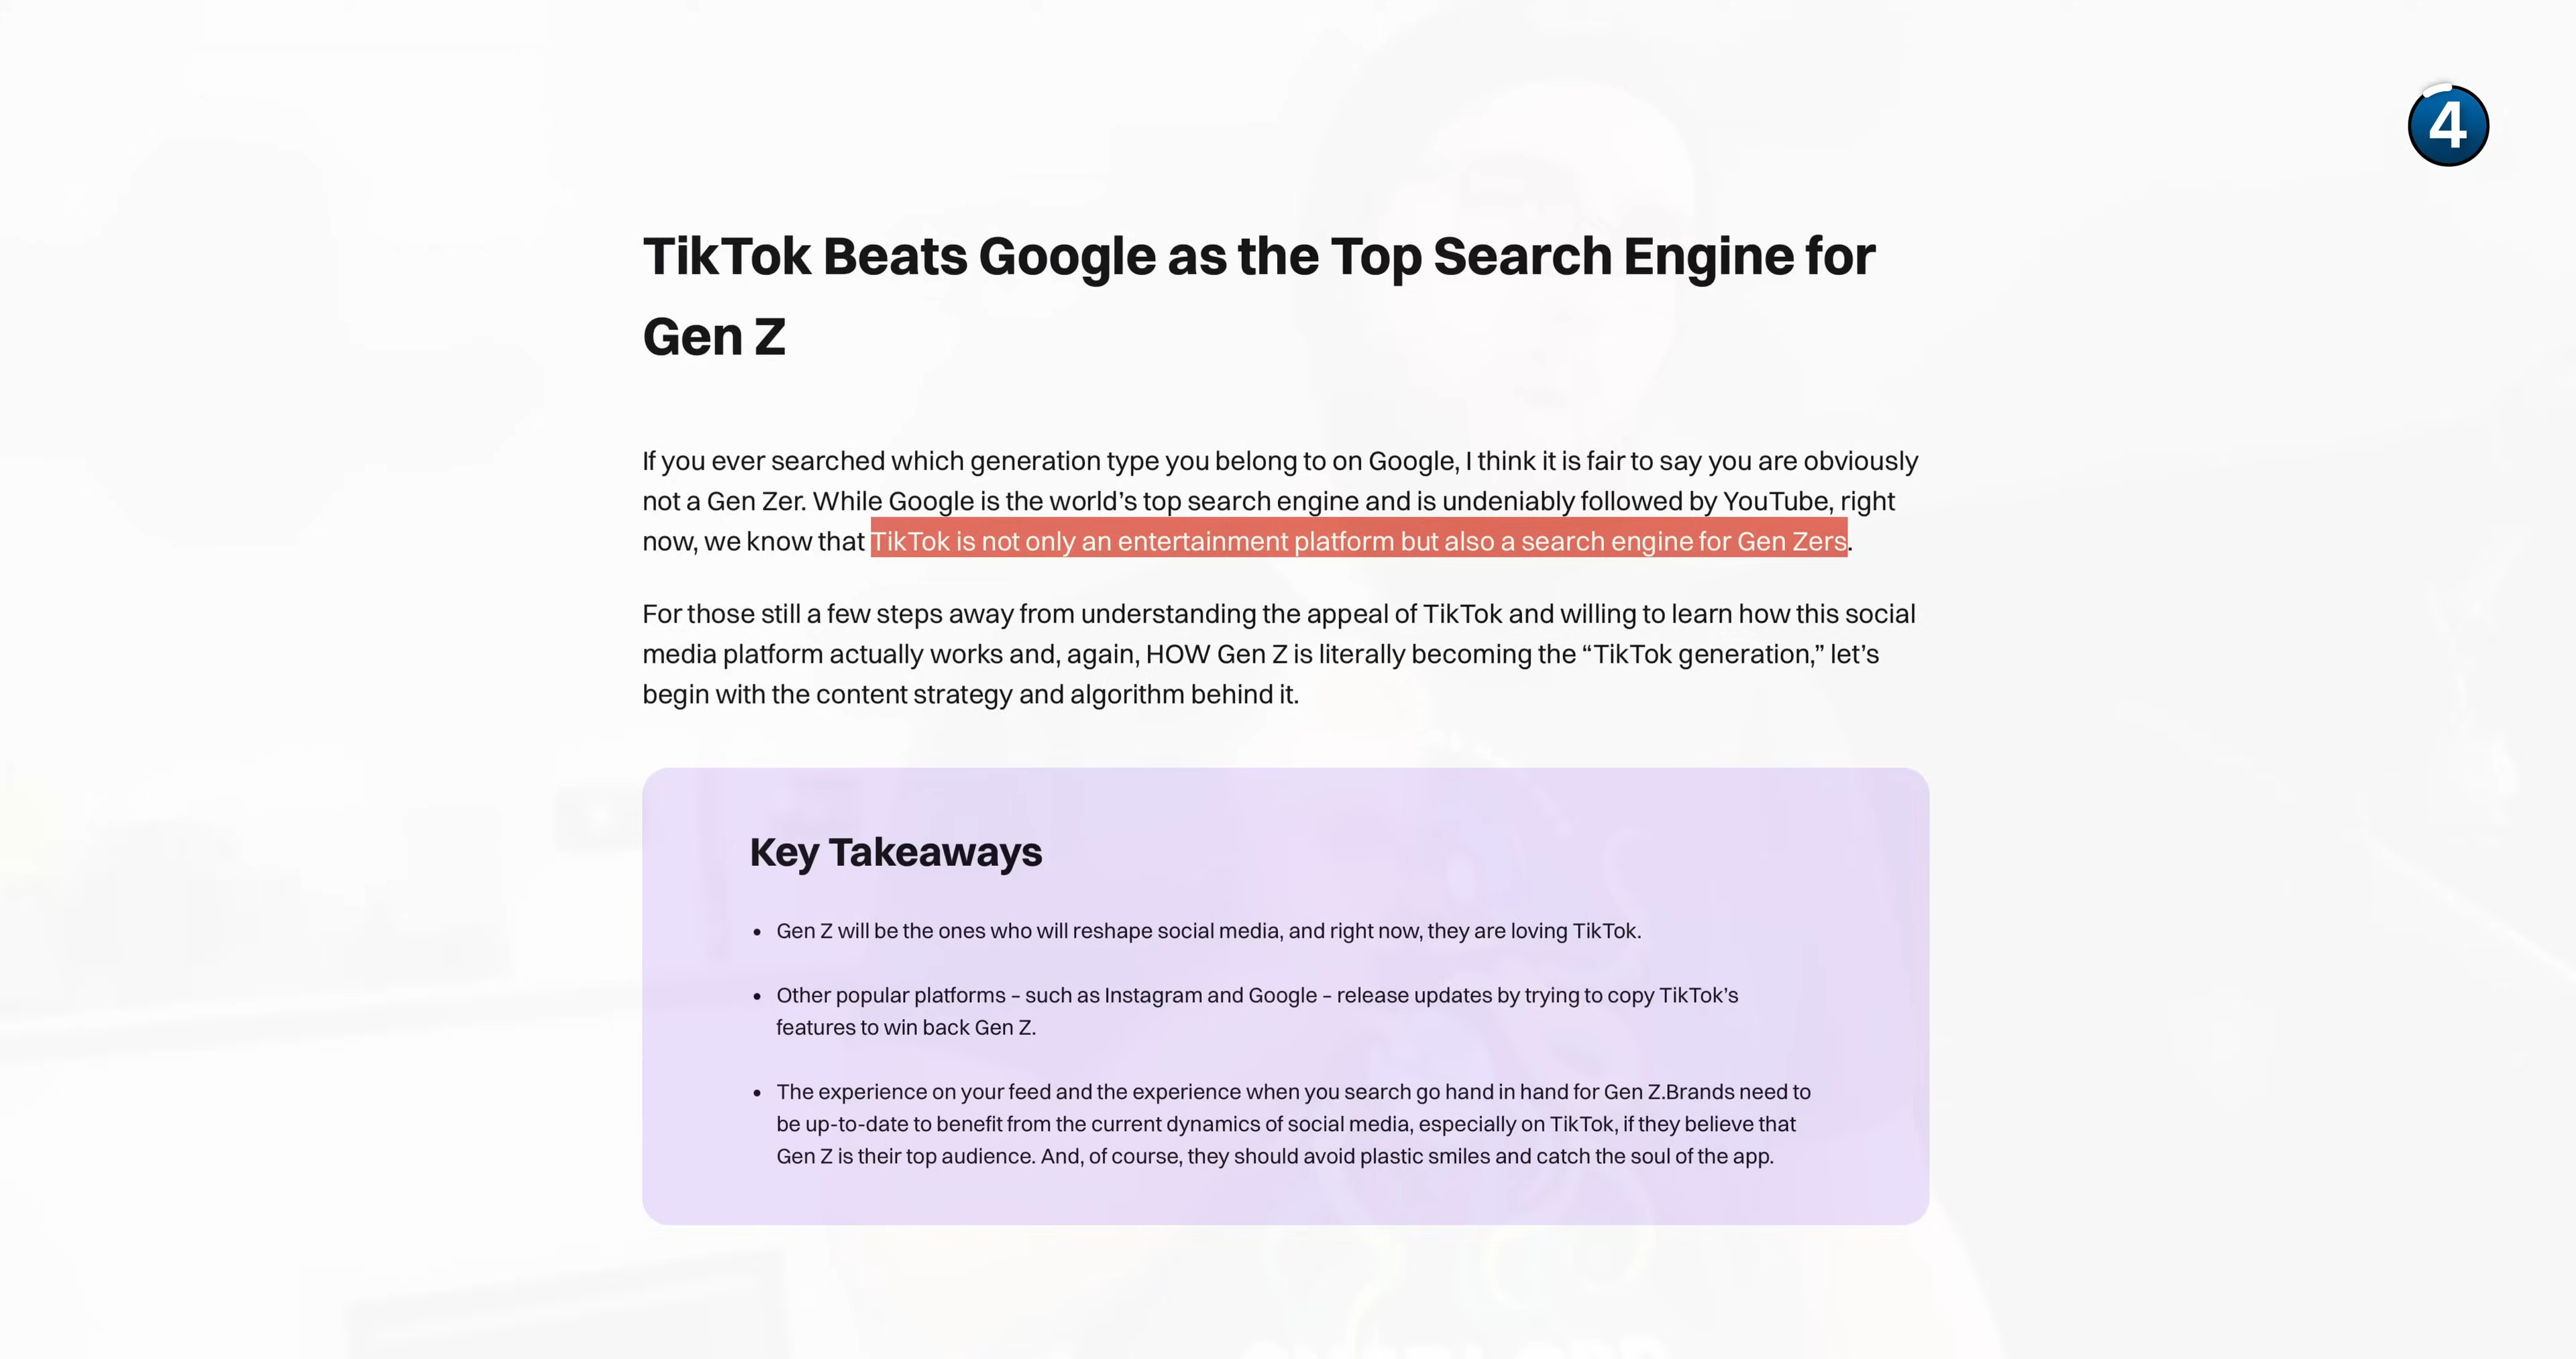 4
TikTok Beats Google as the Top Search Engine for
Gen Z
If you ever searched which generation type you belong to on Google, I think it is fair to say you are obviously
not a Gen Zer. While Google is the world’s top search engine and is undeniably followed by YouTube, right
now, we know that TikTok is not only an entertainment platform but also a search engine for Gen Zers.
For those still a few steps away from understanding the appeal of TikTok and willing to learn how this social
media platform actually works and, again, HOW Gen Z is literally becoming the “TikTok generation,” let’s
begin with the content strategy and algorithm behind it.
Key Takeaways
• Gen Z will be the ones who will reshape social media, and right now, they are loving TikTok.
• Other popular platforms – such as Instagram and Google – release updates by trying to copy TikTok’s
features to win back Gen Z.
• The experience on your feed and the experience when you search go hand in hand for Gen Z.Brands need to
be up-to-date to benefit from the current dynamics of social media, especially on TikTok, if they believe that
Gen Z is their top audience. And, of course, they should avoid plastic smiles and catch the soul of the app.